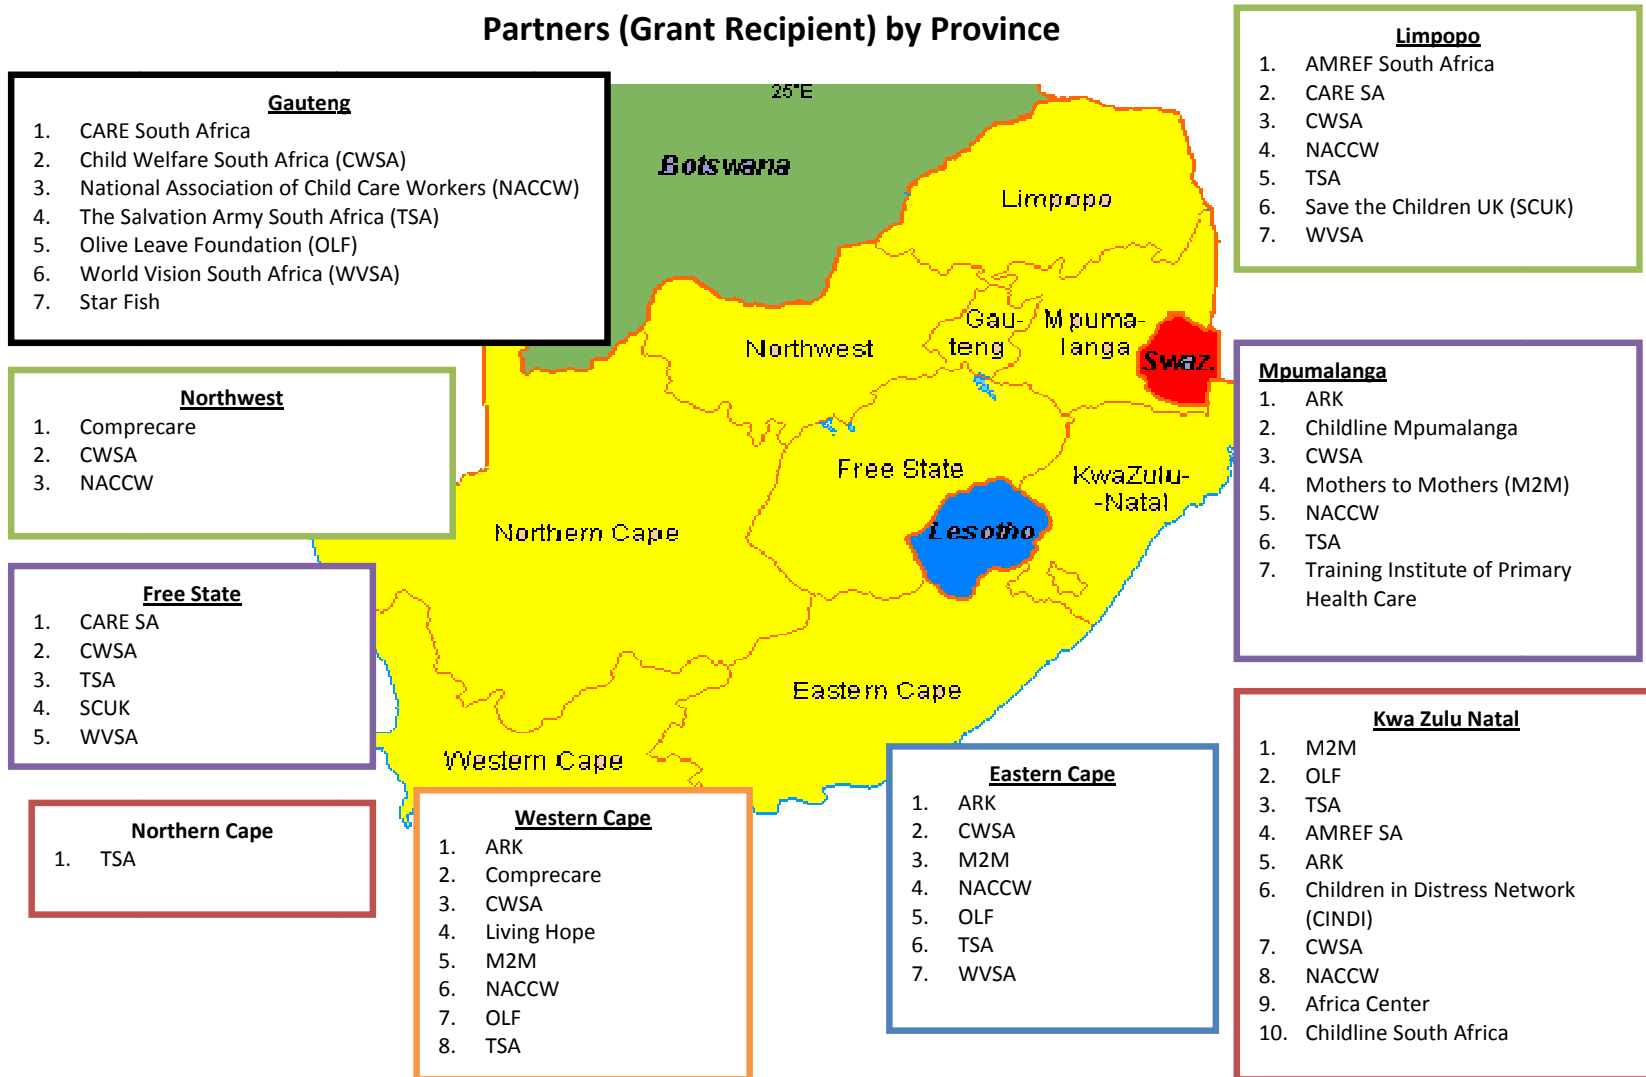 Partners (Grant Recipient) by Province
Gauteng
1. CARE South Africa
2. Child Welfare South Africa (CWSA)
3. National Association of Child Care Workers (NACCW)
4. The Salvation Army South Africa (TSA)
5. Olive Leave Foundation (OLF)
6. World Vision South Africa (WVSA)
7. Star Fish
Limpopo
1. AMREF South Africa
2. CARE SA
3. CWSA
4. NACCW
5. TSA
6. Save the Children UK (SCUK)
7. WVSA
25°E
Botswana
Limpopo
Gau-
teng
Mpuma-
langa
Swaz.
Northwest
Free State
KwaZulu-
-Natal
Lesotho
Northern Cape
Eastern Cape
Western Cape
Northwest
1. Comprecare
2. CWSA
3. NACCW
Mpumalanga
1. ARK
2. Childline Mpumalanga
3. CWSA
4. Mothers to Mothers (M2M)
5. NACCW
6. TSA
7. Training Institute of Primary
Health Care
Free State
1. CARE SA
2. CWSA
3. TSA
4. SCUK
5. WVSA
Northern Cape
1. TSA
Western Cape
1. ARK
2. Comprecare
3. CWSA
4. Living Hope
5. M2M
6. NACCW
7. OLF
8. TSA
Eastern Cape
1. ARK
2. CWSA
3. M2M
4. NACCW
5. OLF
6. TSA
7. WVSA
Kwa Zulu Natal
1. M2M
2. OLF
3. TSA
4. AMREF SA
5. ARK
6. Children in Distress Network
(CINDI)
7. CWSA
8. NACCW
9. Africa Center
10. Childline South Africa